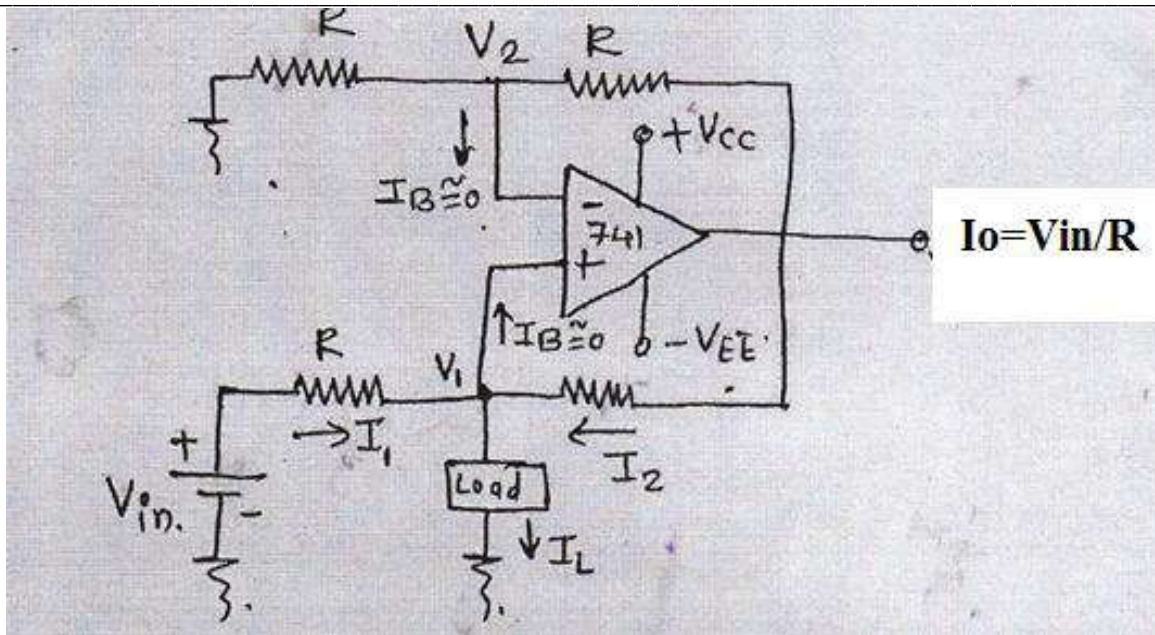 R
V2
R
+Vcc
IB≅0
-
741
+
Io=Vin/R
IB≅0
-VEE
R
V1
I1
I2
+
Vin.
-
Load
IL